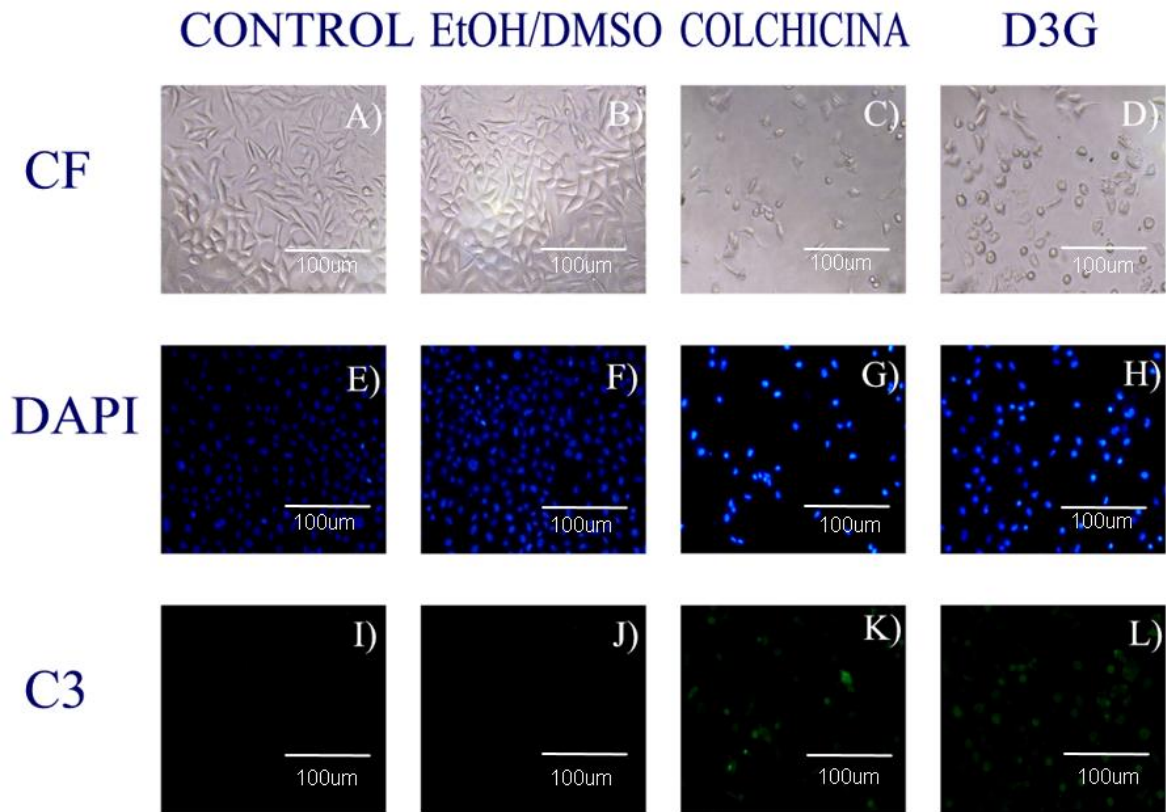 CONTROL EtOH/DMSO COLCHICINA D3G
CF
A)
100um
B)
100um
C)
100um
D)
100um
DAPI
E)
100um
F)
100um
G)
100um
H)
100um
C3
I)
100um
J)
100um
K)
100um
L)
100um